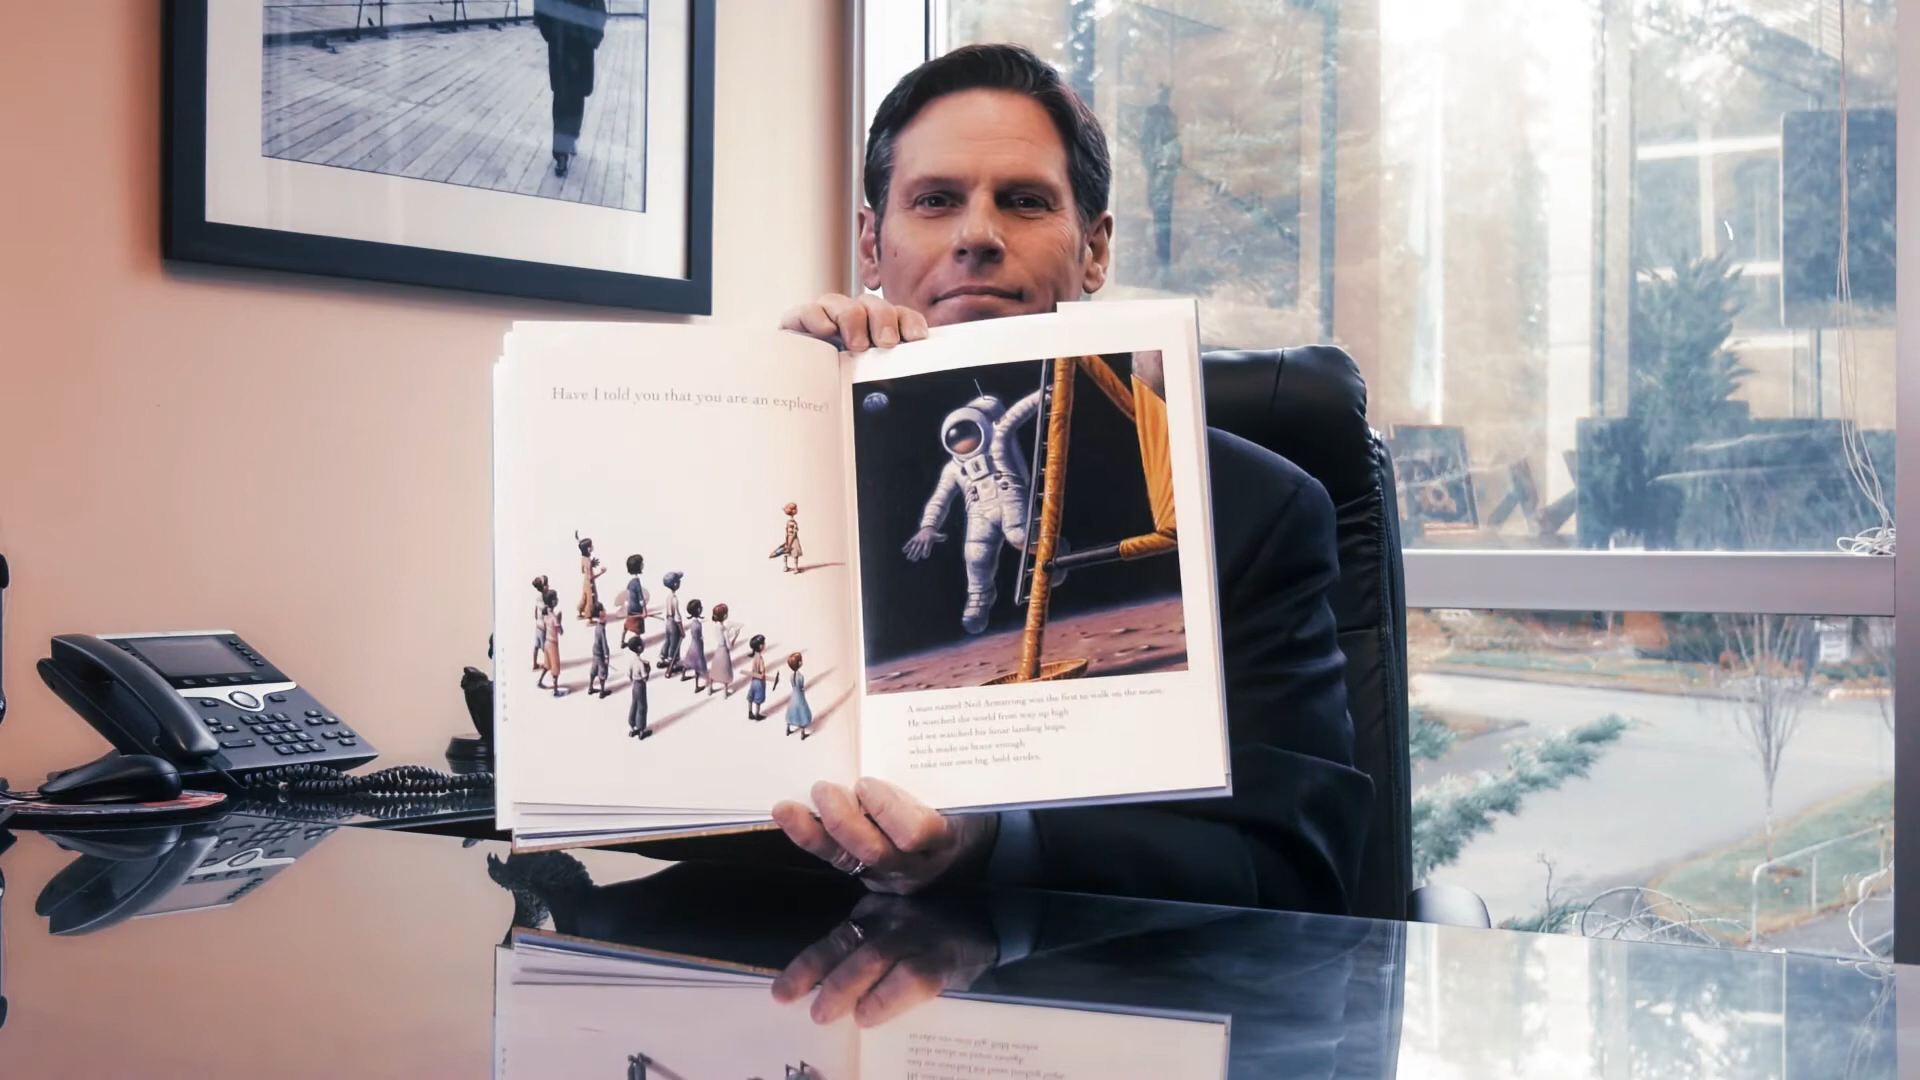 Have I told you that you are an explorer?
A man named Neil Armstrong was the first to walk on the moon.
He watched the world from way up high
and we watched his lunar landing leaps,
which made us brave enough
to take our own big, bold strides.